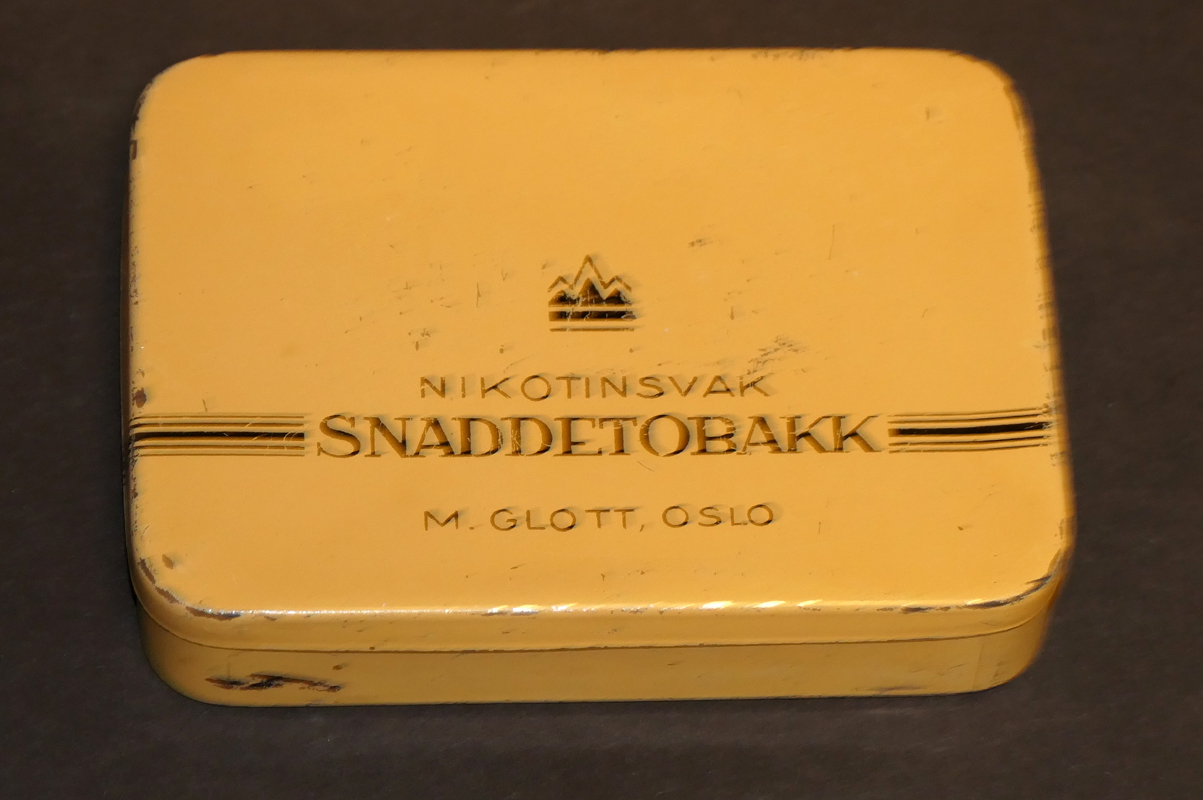 NIKOTINSVAK
SNADDETOBAKK
M. GLOTT, OSLO